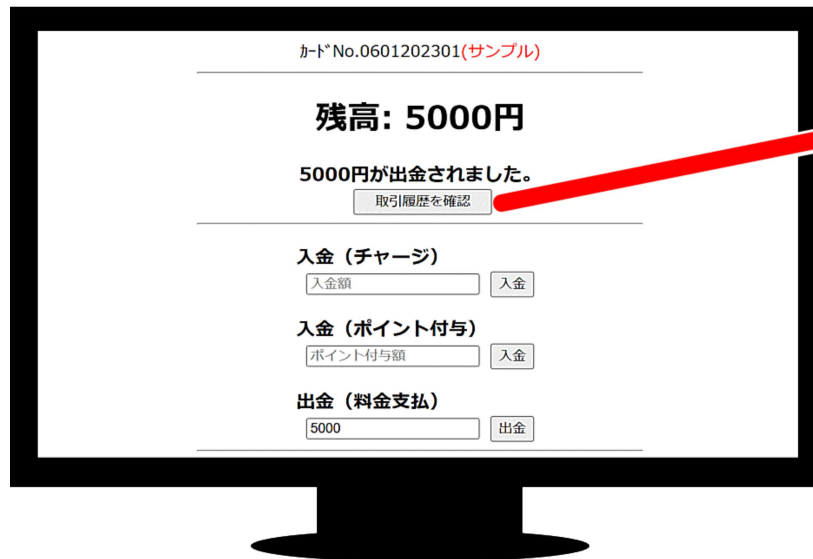 ｶｰﾄﾞNo.0601202301(サンプル)
残高: 5000円
5000円が出金されました。
取引履歴を確認
入金（チャージ）
入金額 入金
入金（ポイント付与）
ポイント付与額 入金
出金（料金支払）
5000 出金